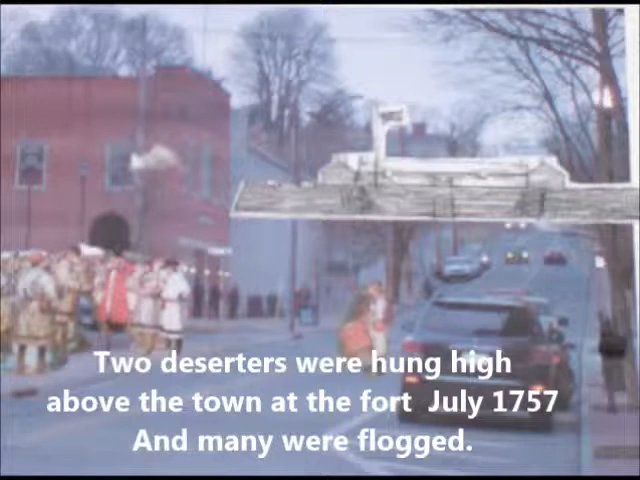 Two deserters were hung high
above the town at the fort  July 1757
And many were flogged.